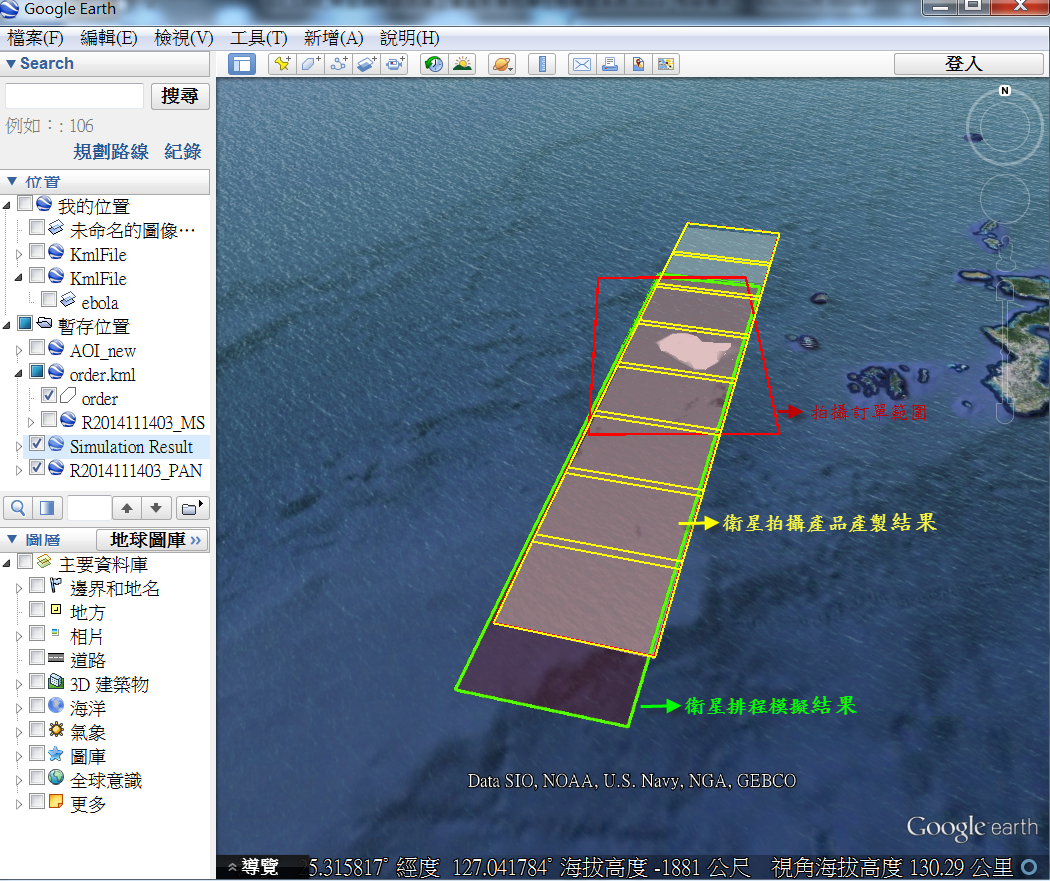 Google Earth
檔案(F) 編輯(E) 檢視(V) 工具(T) 新增(A) 說明(H)
Search
登入
搜尋
例如：: 106
規劃路線 紀錄
位置
我的位置
未命名的圖像⋯
KmlFile
KmlFile
ebola
暫存位置
AOI_new
order.kml
order
R2014111403_MS
Simulation Result
R2014111403_PAN
圖層
地球圖庫 »
主要資料庫
邊界和地名
地方
相片
道路
3D 建築物
海洋
氣象
圖庫
全球意識
更多
N
拍攝訂單範圍
衛星拍攝產品產製結果
衛星排程模擬結果
Data SIO, NOAA, U.S. Navy, NGA, GEBCO
Google earth
導覽
5.315817° 經度 127.041784° 海拔高度 -1881 公尺 視角海拔高度 130.29 公里